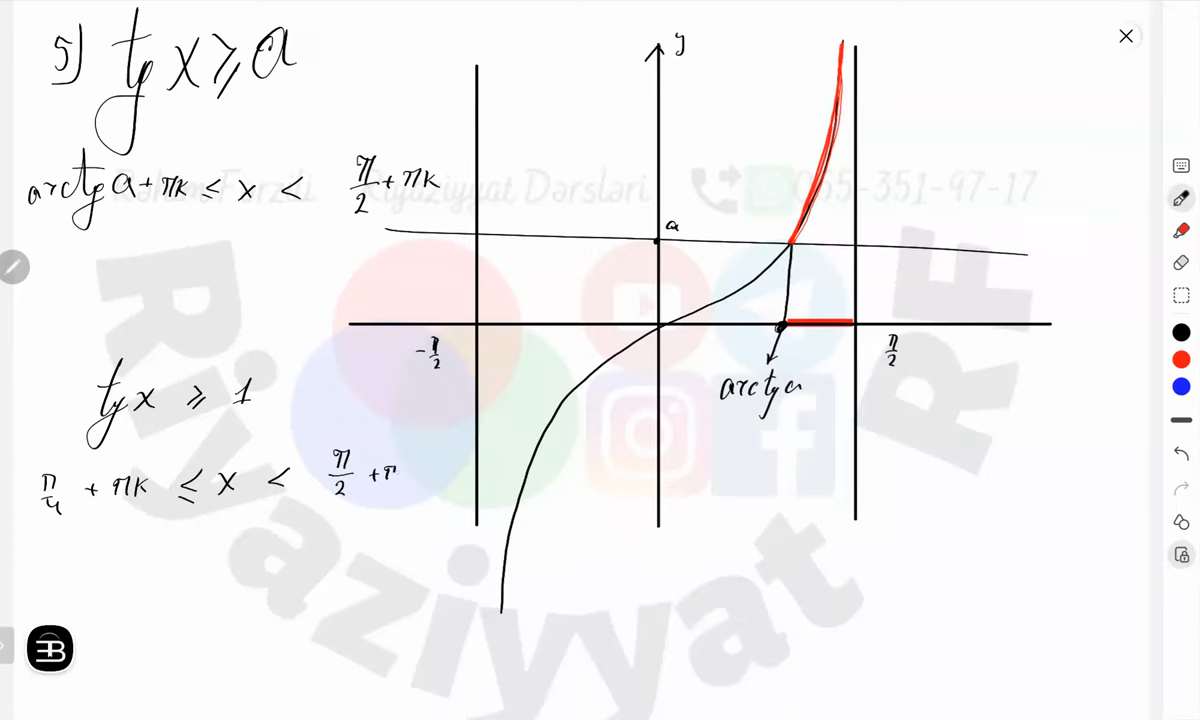 5) tg x ⩾ a
arctg a + πk ≤ x < π/2 + πk
tg x ⩾ 1
π/4 + πk ≤ x < π/2 + π
y
a
-π/2
π/2
arctg a
Riyaziyyat Dərsləri 055-351-97-17
Riyaziyyat RF